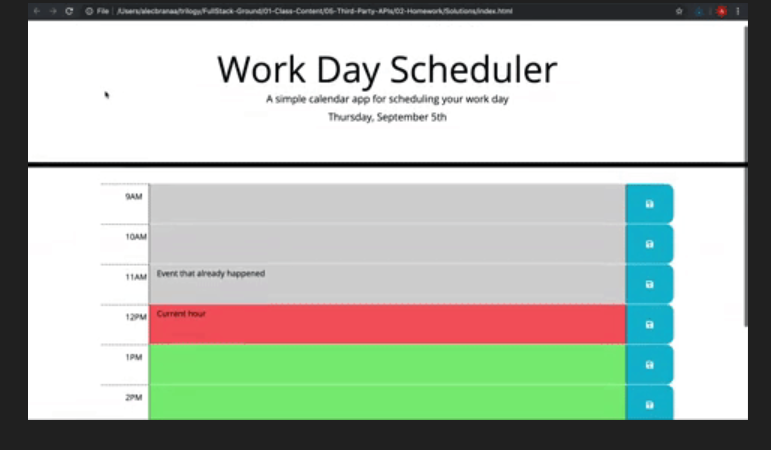 File | /Users/alecbranaa/trilogy/FullStack-Ground/01-Class-Content/05-Third-Party-APIs/02-Homework/Solutions/index.html
Work Day Scheduler
A simple calendar app for scheduling your work day
Thursday, September 5th
9AM
10AM
11AM Event that already happened
12PM Current hour
1PM
2PM